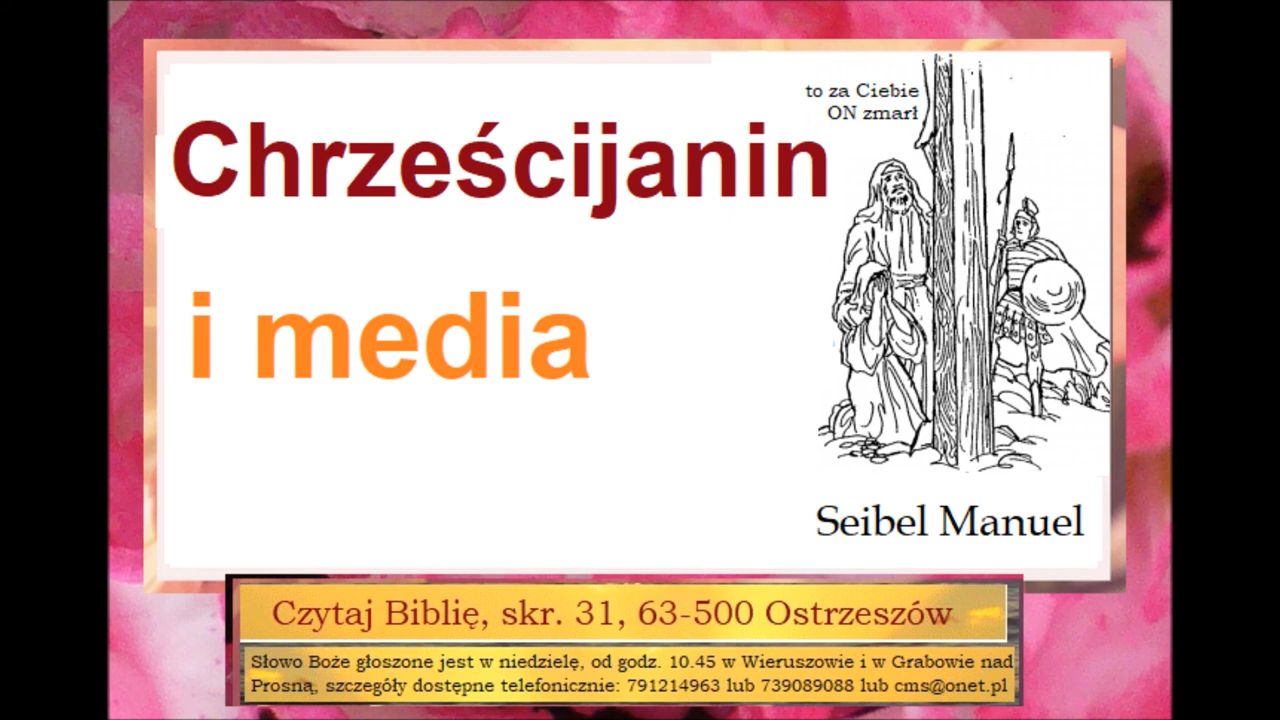 to za Ciebie
ON zmarł
Chrześcijanin
i media
Seibel Manuel
Czytaj Biblię, skr. 31, 63-500 Ostrzeszów
Słowo Boże głoszone jest w niedzielę, od godz. 10.45 w Wieruszowie i w Grabowie nad
Prosną, szczegóły dostępne telefonicznie: 791214963 lub 739089088 lub cms@onet.pl